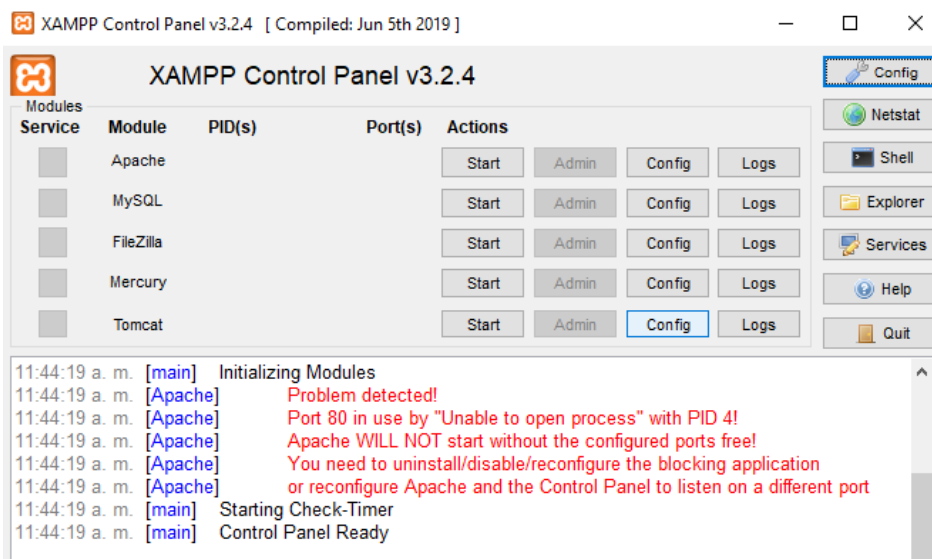 XAMPP Control Panel v3.2.4 [ Compiled: Jun 5th 2019 ]
XAMPP Control Panel v3.2.4
Config
Modules
Service Module PID(s) Port(s) Actions
Netstat
Apache Start Admin Config Logs
Shell
MySQL Start Admin Config Logs
Explorer
FileZilla Start Admin Config Logs
Services
Mercury Start Admin Config Logs
Help
Tomcat Start Admin Config Logs
Quit
11:44:19 a. m. [main] Initializing Modules
11:44:19 a. m. [Apache] Problem detected!
11:44:19 a. m. [Apache] Port 80 in use by "Unable to open process" with PID 4!
11:44:19 a. m. [Apache] Apache WILL NOT start without the configured ports free!
11:44:19 a. m. [Apache] You need to uninstall/disable/reconfigure the blocking application
11:44:19 a. m. [Apache] or reconfigure Apache and the Control Panel to listen on a different port
11:44:19 a. m. [main] Starting Check-Timer
11:44:19 a. m. [main] Control Panel Ready